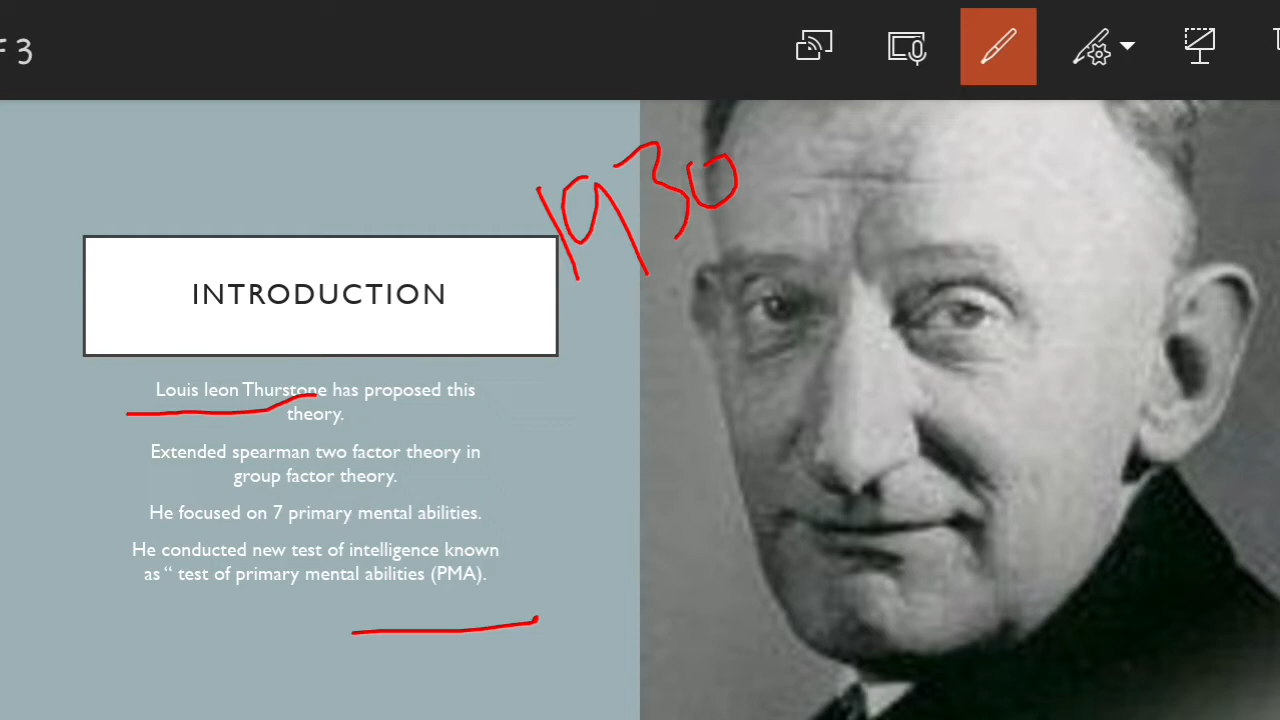 f 3
1930
INTRODUCTION
Louis leon Thurstone has proposed this
theory.
Extended spearman two factor theory in
group factor theory.
He focused on 7 primary mental abilities.
He conducted new test of intelligence known
as “ test of primary mental abilities (PMA).